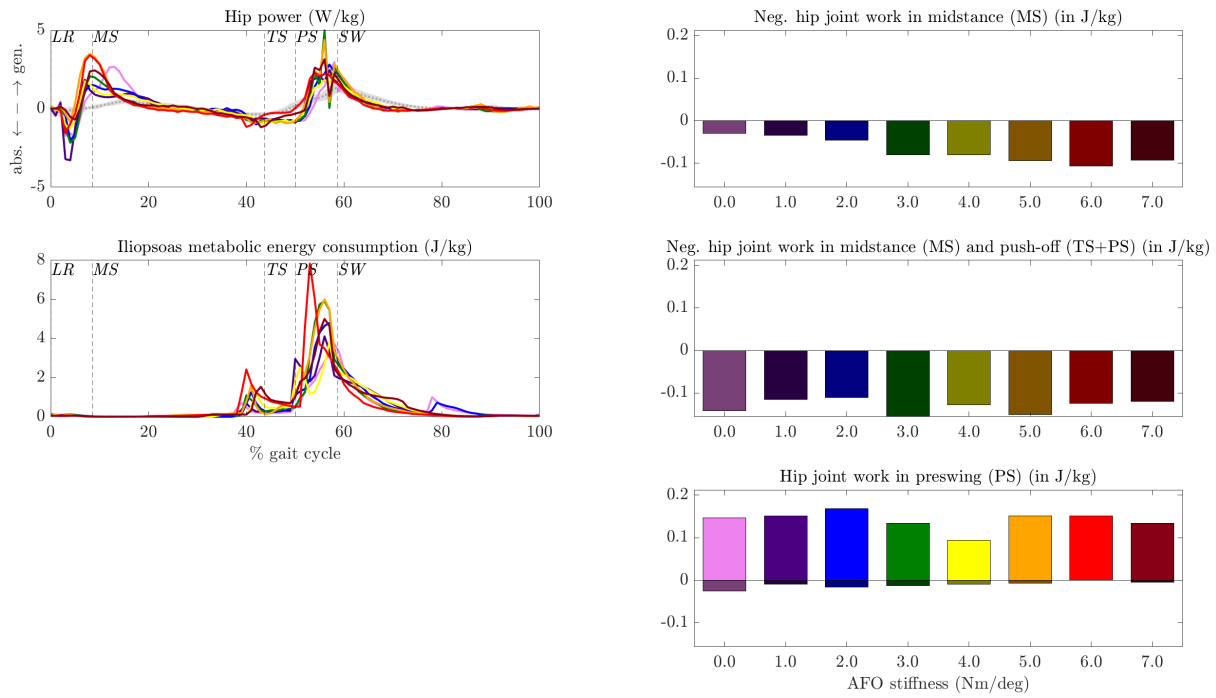 Hip power (W/kg)
abs. ← − → gen.
5
0
-5
LR MS TS PS SW
0 20 40 60 80 100
Iliopsoas metabolic energy consumption (J/kg)
8
6
4
2
0
LR MS TS PS SW
0 20 40 60 80 100
% gait cycle
Neg. hip joint work in midstance (MS) (in J/kg)
0.2
0.1
0
-0.1
0.0 1.0 2.0 3.0 4.0 5.0 6.0 7.0
Neg. hip joint work in midstance (MS) and push-off (TS+PS) (in J/kg)
0.2
0.1
0
-0.1
0.0 1.0 2.0 3.0 4.0 5.0 6.0 7.0
Hip joint work in preswing (PS) (in J/kg)
0.2
0.1
0
-0.1
0.0 1.0 2.0 3.0 4.0 5.0 6.0 7.0
AFO stiffness (Nm/deg)